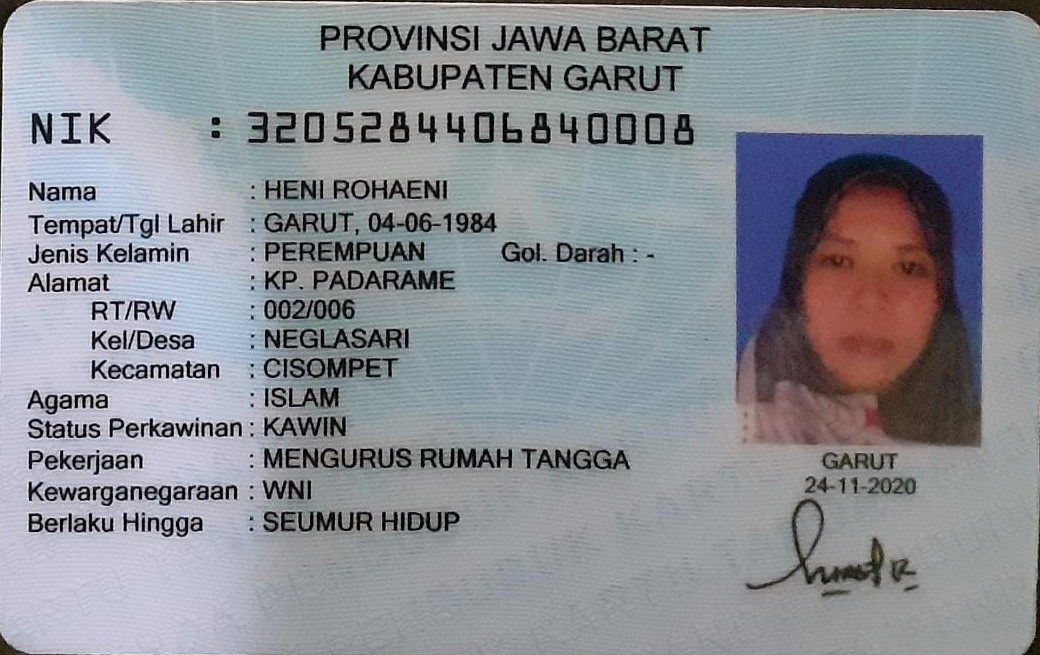 PROVINSI JAWA BARAT
KABUPATEN GARUT
NIK : 3205284406840008
Nama : HENI ROHAENI
Tempat/Tgl Lahir : GARUT, 04-06-1984
Jenis Kelamin : PEREMPUAN Gol. Darah : -
Alamat : KP. PADARAME
RT/RW : 002/006
Kel/Desa : NEGLASARI
Kecamatan : CISOMPET
Agama : ISLAM
Status Perkawinan : KAWIN
Pekerjaan : MENGURUS RUMAH TANGGA
Kewarganegaraan : WNI
Berlaku Hingga : SEUMUR HIDUP
GARUT
24-11-2020